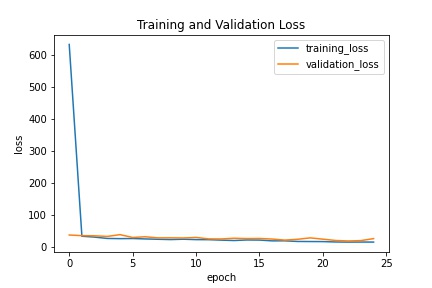 Training and Validation Loss
training_loss
validation_loss
600
500
400
300
200
100
0
loss
0 5 10 15 20 25
epoch